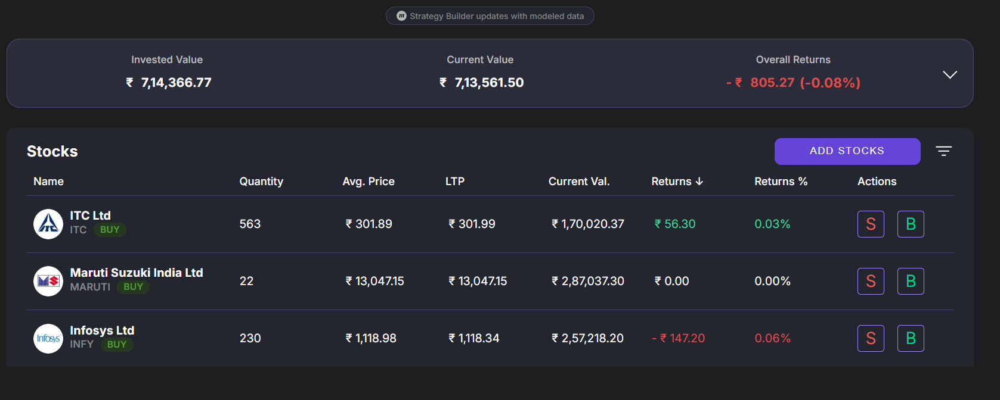 m Strategy Builder updates with modeled data
Invested Value Current Value Overall Returns
₹ 7,14,366.77 ₹ 7,13,561.50 - ₹ 805.27 (-0.08%)
Stocks ADD STOCKS
Name Quantity Avg. Price LTP Current Val. Returns ↓ Returns % Actions
ITC Ltd
ITC BUY
563 ₹ 301.89 ₹ 301.99 ₹ 1,70,020.37 ₹ 56.30 0.03% S B
Maruti Suzuki India Ltd
MARUTI BUY
22 ₹ 13,047.15 ₹ 13,047.15 ₹ 2,87,037.30 ₹ 0.00 0.00% S B
Infosys Infosys Ltd
INFY BUY
230 ₹ 1,118.98 ₹ 1,118.34 ₹ 2,57,218.20 - ₹ 147.20 0.06% S B